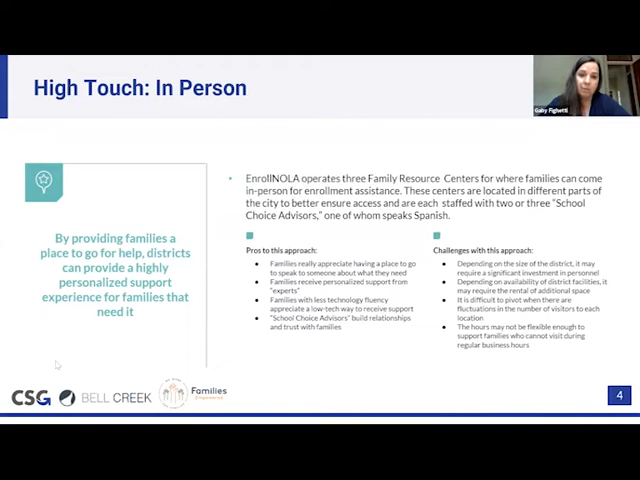 High Touch: In Person
Gaby Fighetti
By providing families a
place to go for help, districts
can provide a highly
personalized support
experience for families that
need it
• EnrollNOLA operates three Family Resource Centers for where families can come
in-person for enrollment assistance. These centers are located in different parts of
the city to better ensure access and are each staffed with two or three “School
Choice Advisors,” one of whom speaks Spanish.
Pros to this approach:
• Families really appreciate having a place to go
to speak to someone about what they need
• Families receive personalized support from
“experts”
• Families with less technology fluency
appreciate a low-tech way to receive support
• “School Choice Advisors” build relationships
and trust with families
Challenges with this approach:
• Depending on the size of the district, it may
require a significant investment in personnel
• Depending on availability of district facilities, it
may require the rental of additional space
• It is difficult to pivot when there are
fluctuations in the number of visitors to each
location
• The hours may not be flexible enough to
support families who cannot visit during
regular business hours
CSG
BELL CREEK
Families
Empowered
4